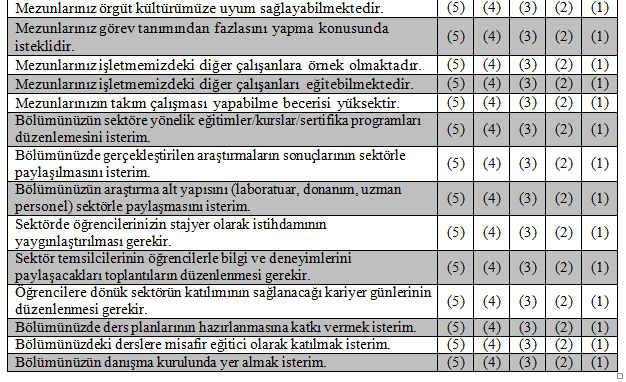 Mezunlarınız örgüt kültürümüze uyum sağlayabilmektedir. (5) (4) (3) (2) (1)
Mezunlarınız görev tanımından fazlasını yapma konusunda
isteklidir. (5) (4) (3) (2) (1)
Mezunlarınız işletmemizdeki diğer çalışanlara örnek olmaktadır. (5) (4) (3) (2) (1)
Mezunlarınız işletmemizdeki diğer çalışanları eğitebilmektedir. (5) (4) (3) (2) (1)
Mezunlarınızın takım çalışması yapabilme becerisi yüksektir. (5) (4) (3) (2) (1)
Bölümünüzün sektöre yönelik eğitimler/kurslar/sertifika programları
düzenlemesini isterim. (5) (4) (3) (2) (1)
Bölümünüzde gerçekleştirilen araştırmaların sonuçlarının sektörle
paylaşılmasını isterim. (5) (4) (3) (2) (1)
Bölümünüzün araştırma alt yapısını (laboratuar, donanım, uzman
personel) sektörle paylaşmasını isterim. (5) (4) (3) (2) (1)
Sektörde öğrencilerinizin stajyer olarak istihdamının
yaygınlaştırılması gerekir. (5) (4) (3) (2) (1)
Sektör temsilcilerinin öğrencilerle bilgi ve deneyimlerini
paylaşacakları toplantıların düzenlenmesi gerekir. (5) (4) (3) (2) (1)
Öğrencilere dönük sektörün katılımının sağlanacağı kariyer günlerinin
düzenlenmesi gerekir. (5) (4) (3) (2) (1)
Bölümünüzde ders planlarının hazırlanmasına katkı vermek isterim. (5) (4) (3) (2) (1)
Bölümünüzdeki derslere misafir eğitici olarak katılmak isterim. (5) (4) (3) (2) (1)
Bölümünüzün danışma kurulunda yer almak isterim. (5) (4) (3) (2) (1)